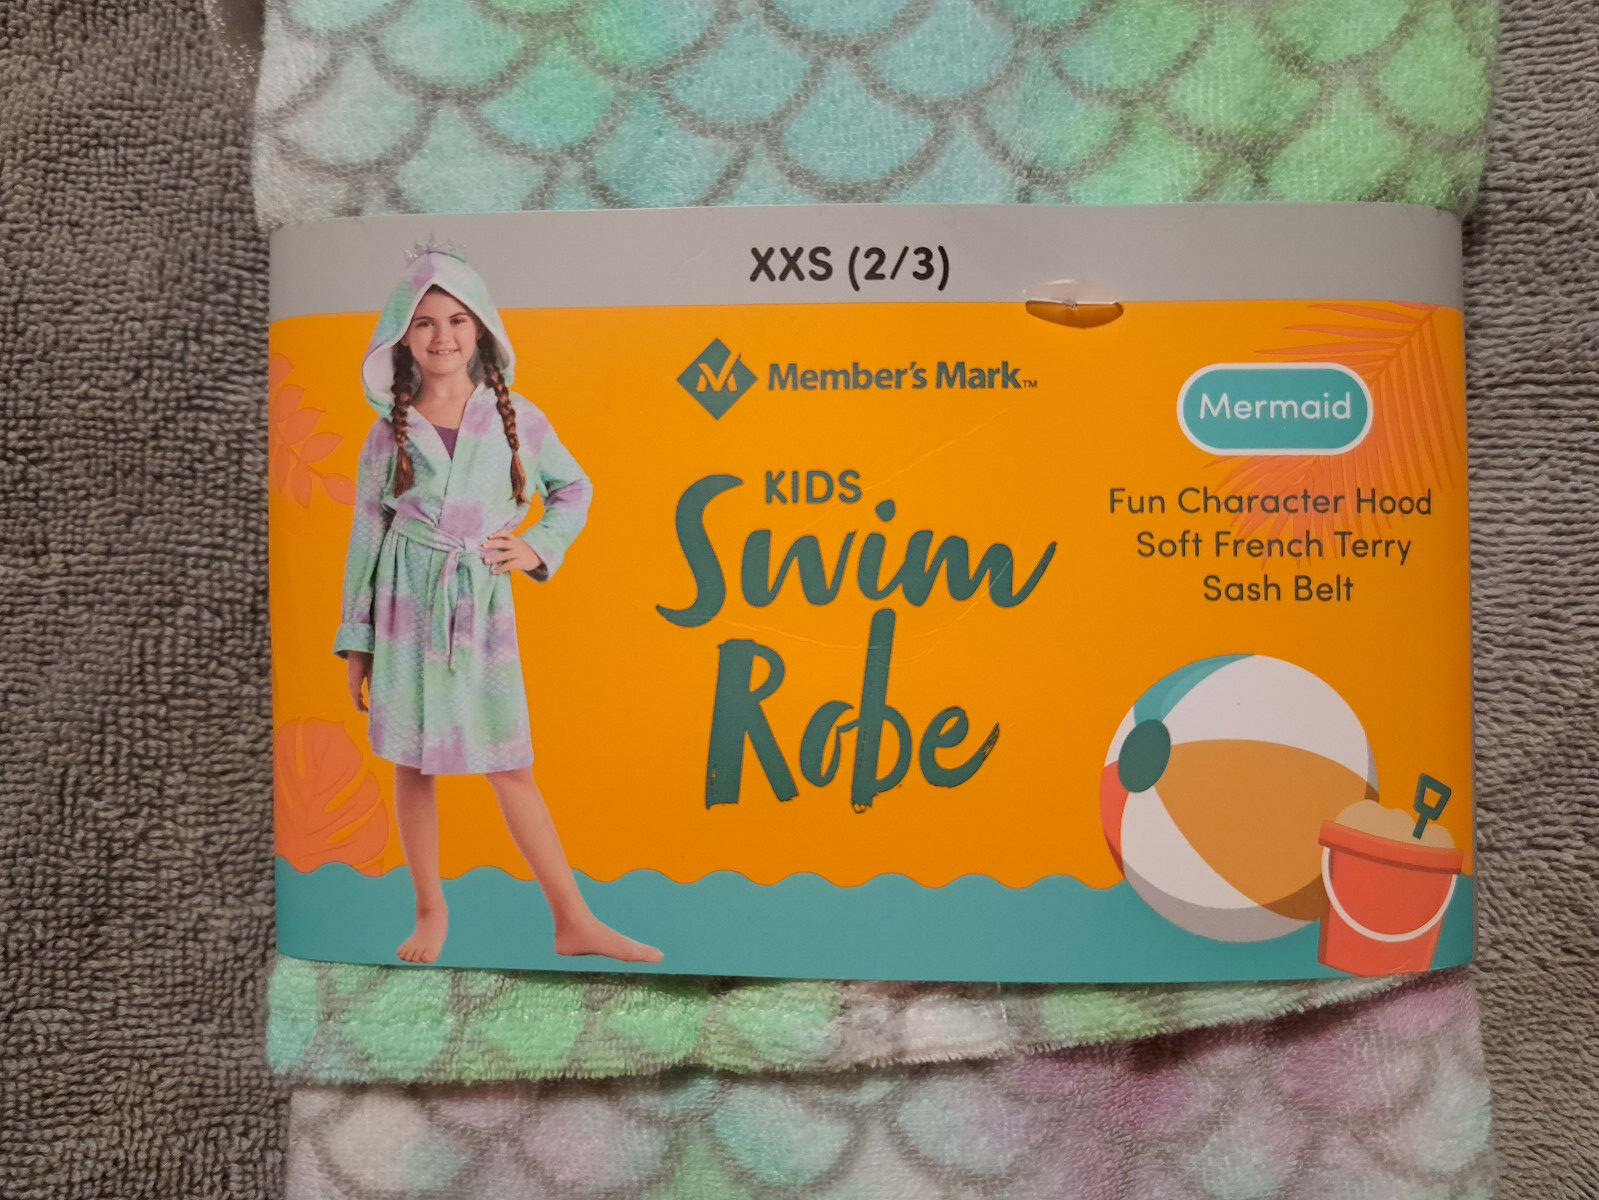 XXS (2/3)
Member's Mark™
KIDS
Swim
Robe
Mermaid
Fun Character Hood
Soft French Terry
Sash Belt